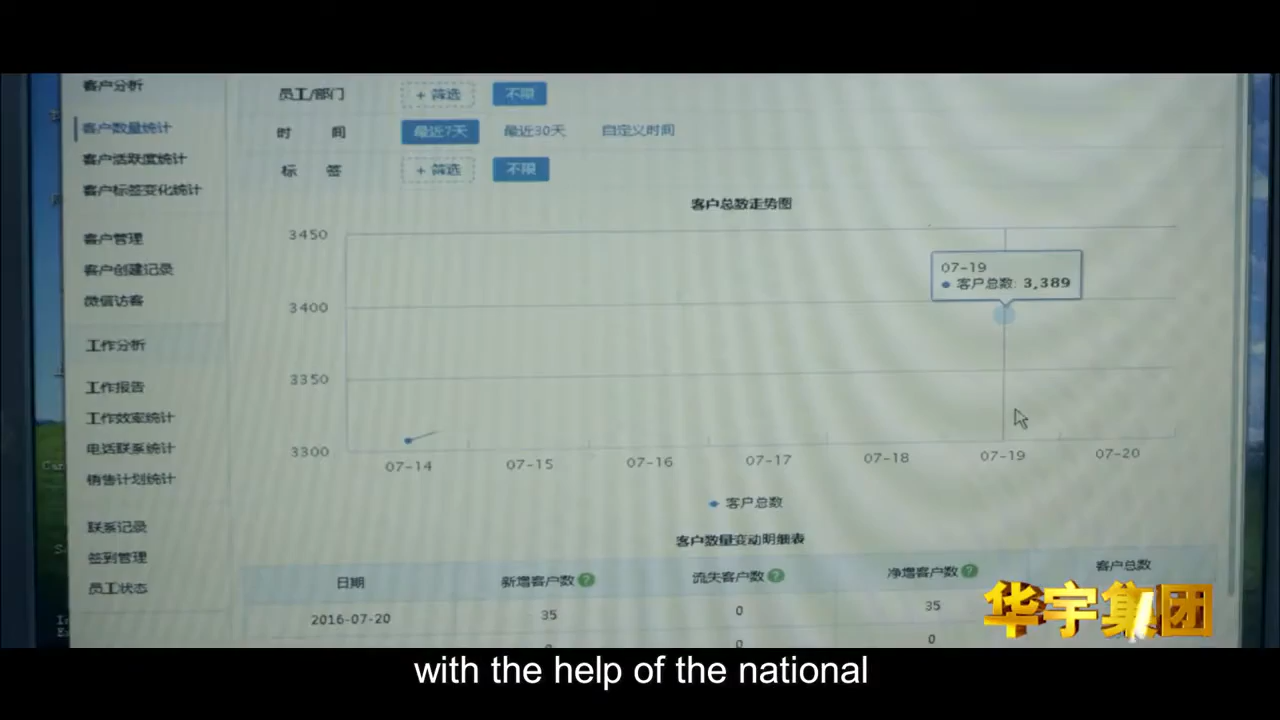 客户分析
客户数量统计
客户活跃度统计
客户标签变化统计
客户管理
客户创建记录
微信访客
工作分析
工作报告
工作效率统计
电话联系统计
销售计划统计
联系记录
签到管理
员工状态
员工/部门 + 筛选 不限
时 间 最近7天 最近30天 自定义时间
标 签 + 筛选 不限
客户总数走势图
3450
3400
3350
3300
07-19
客户总数: 3,389
07-14 07-15 07-16 07-17 07-18 07-19 07-20
客户总数
客户数量变动明细表
日期 新增客户数 ? 流失客户数 ? 净增客户数 ? 客户总数
2016-07-20 35 0 35
0 0
华宇集团
with the help of the national